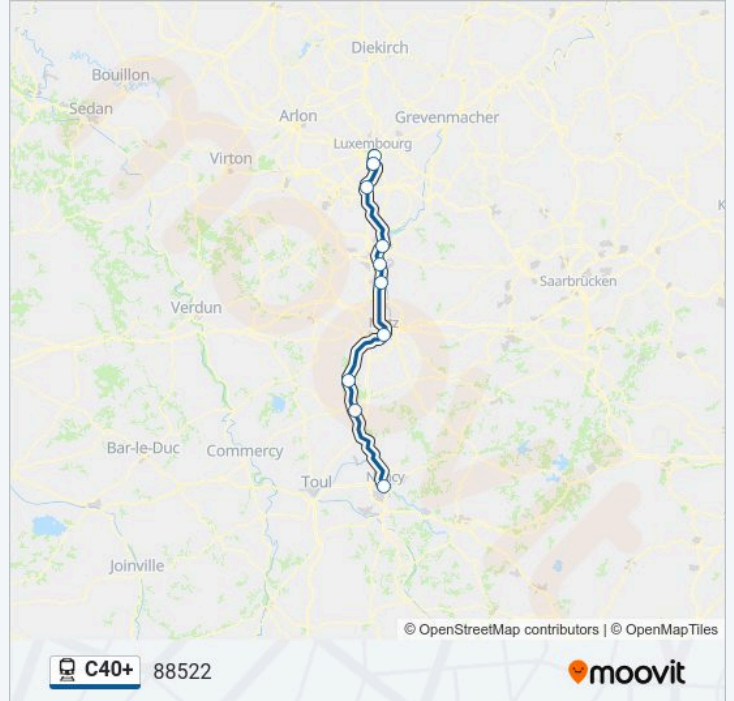 Diekirch
Bouillon
Sedan
Arlon
Grevenmacher
Luxembourg
Virton
Saarbrücken
Verdun
Bar-le-Duc
Commercy
Toul
Joinville
© OpenStreetMap contributors | © OpenMapTiles
C40+ 88522
moovit